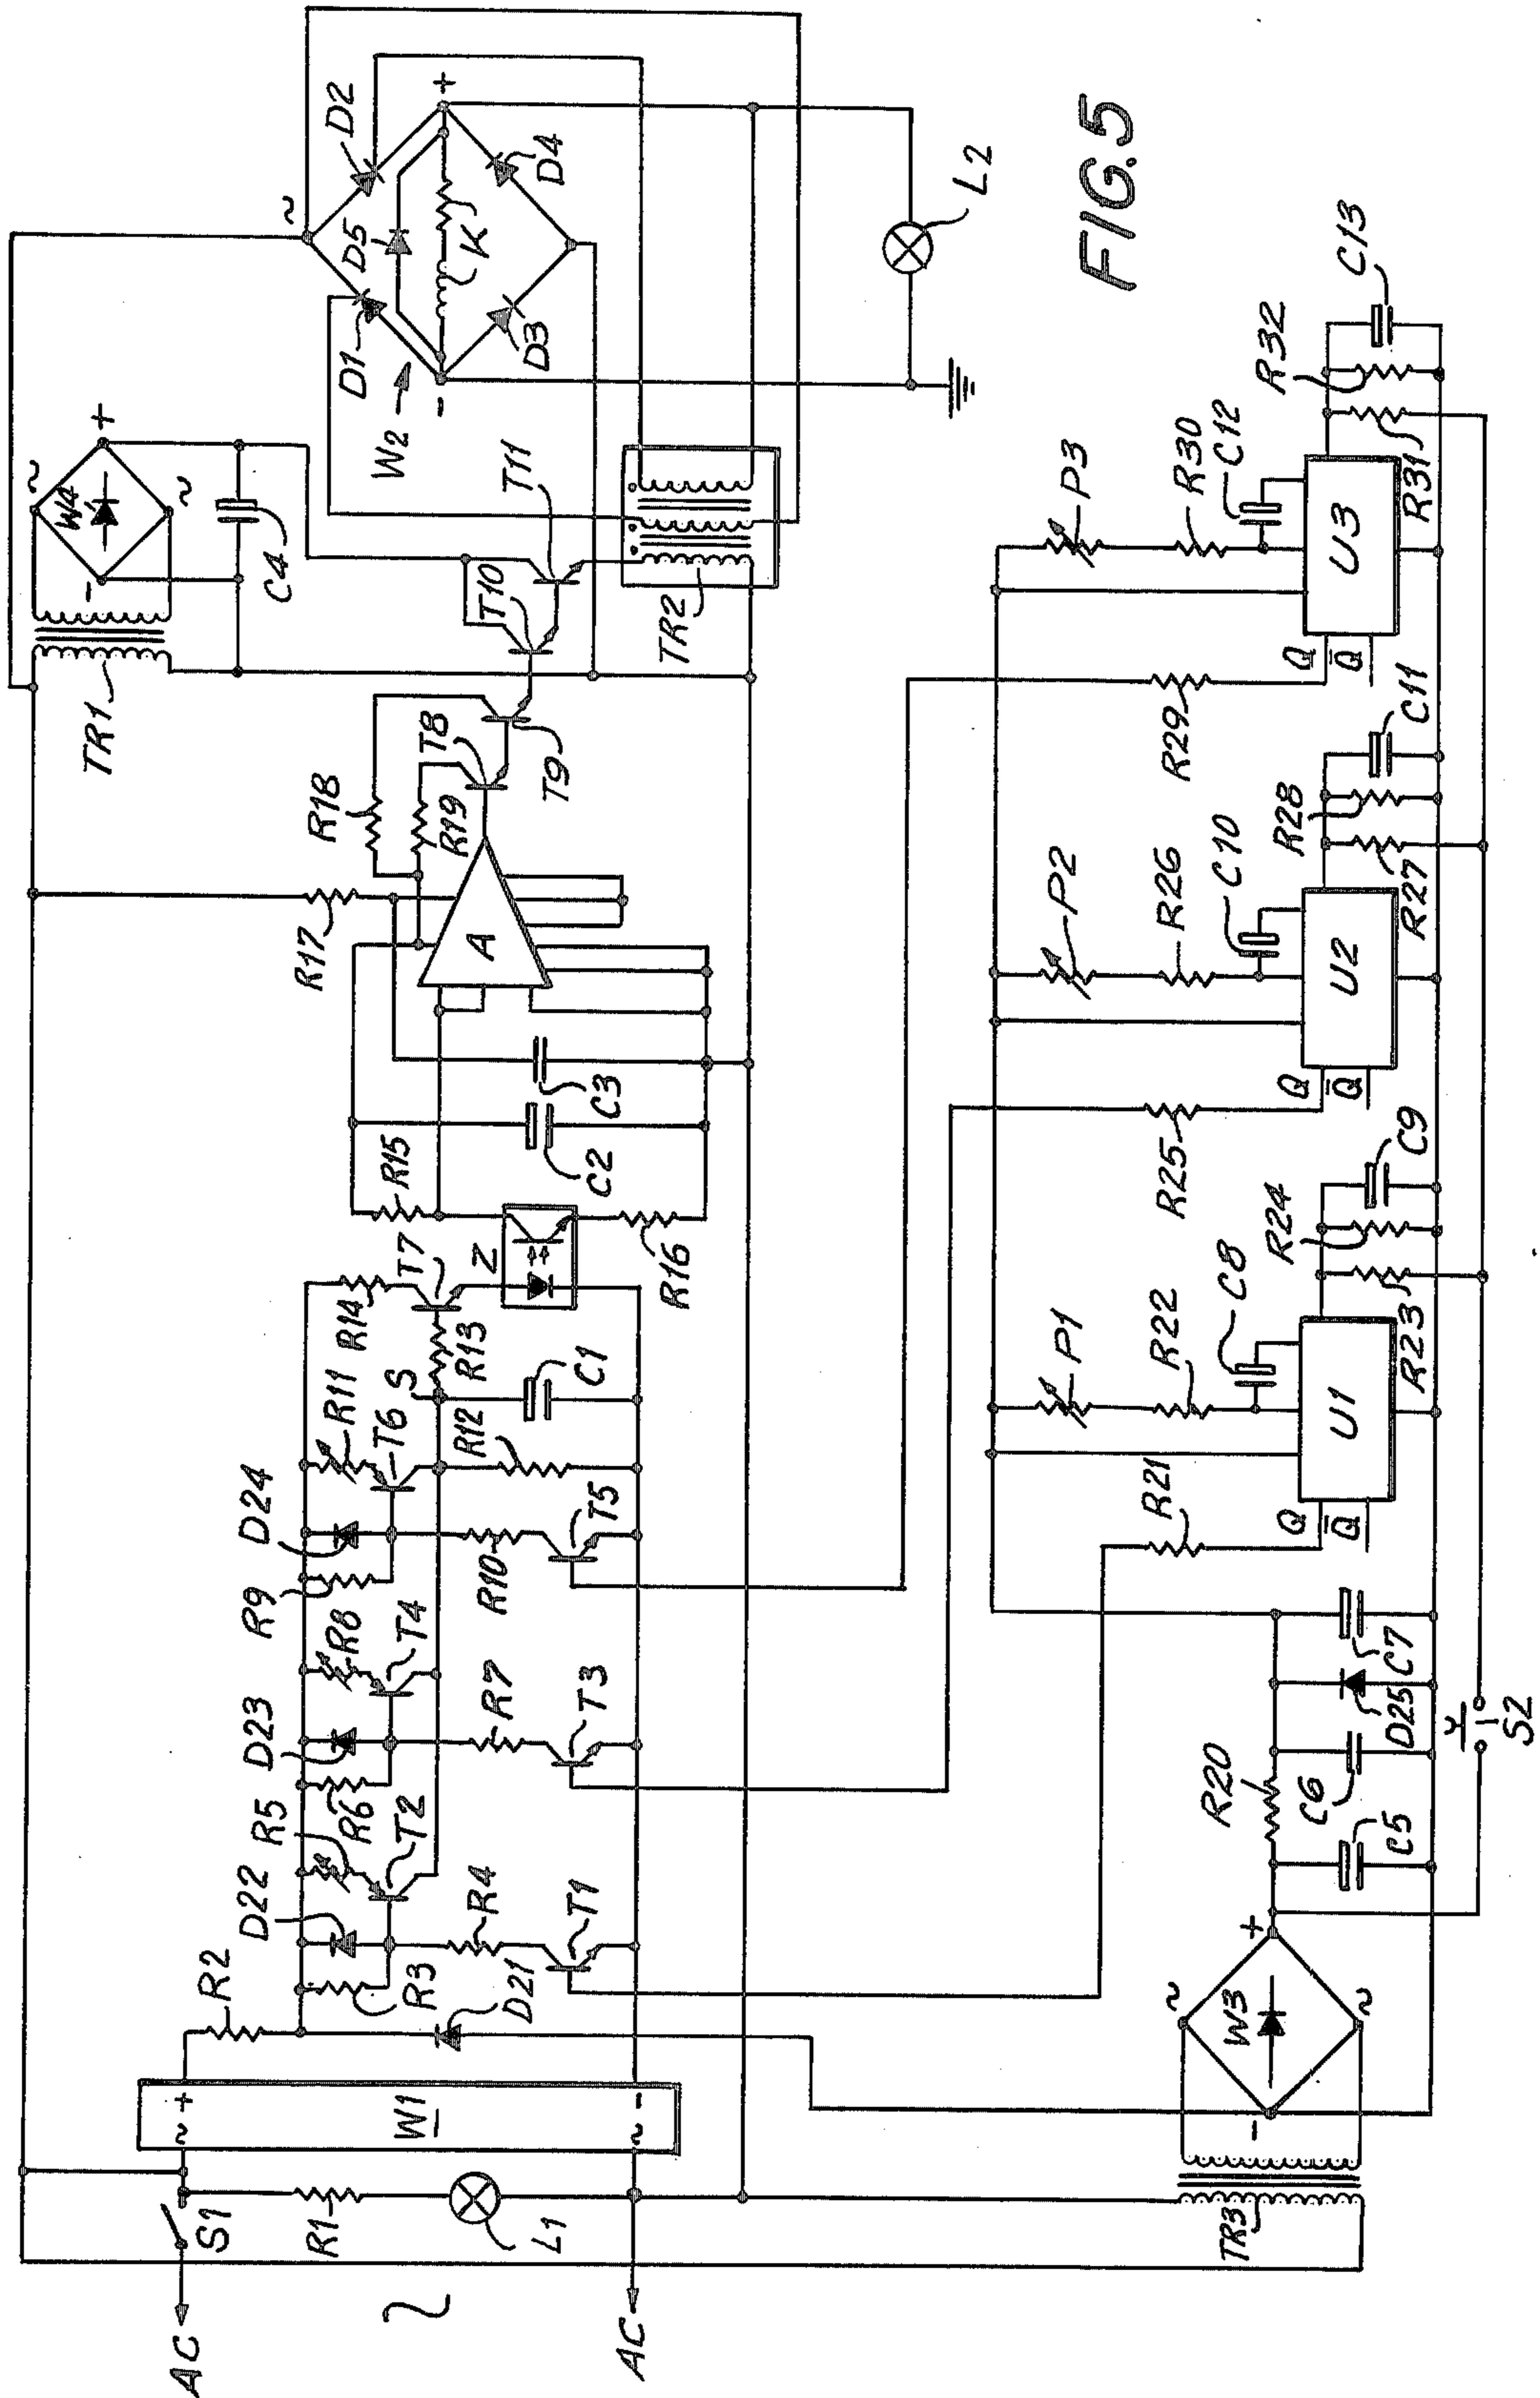 AC
S1
R1
L1
AC
W1
~ +
~ -
R2
D21
R3
D22
R4
T1
R5
T2
R6
D23
R7
T3
R8
T4
R9
D24
R10
T5
R11
T6
R12
S
C1
R13
R14
T7
Z
R16
R15
C2
C3
R17
A
R18
R19
T8
T9
TR1
T10
T11
TR2
C4
W4
~
~
+
-
W2
D1
D5
D2
K
D3
D4
~
+
-
L2
FIG.5
TR3
W3
~
~
+
-
R20
C5
C6
D25
C7
S2
R21
Q
Q̅
U1
P1
R22
C8
R23
R24
C9
R25
Q
Q̅
U2
P2
R26
C10
R27
R28
C11
R29
Q
Q̅
U3
P3
R30
C12
R31
R32
C13